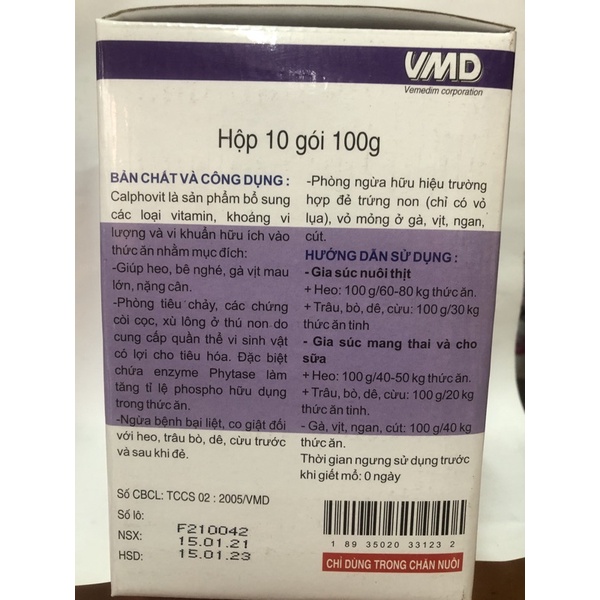 VMD
Vemedim corporation
Hộp 10 gói 100g
BẢN CHẤT VÀ CÔNG DỤNG :
Calphovit là sản phẩm bổ sung
các loại vitamin, khoáng vi
lượng và vi khuẩn hữu ích vào
thức ăn nhằm mục đích:
-Giúp heo, bê nghé, gà vịt mau
lớn, nặng cân.
-Phòng tiêu chảy, các chứng
còi cọc, xù lông ở thú non do
cung cấp quần thể vi sinh vật
có lợi cho tiêu hóa. Đặc biệt
chứa enzyme Phytase làm
tăng tỉ lệ phospho hữu dụng
trong thức ăn.
-Ngừa bệnh bại liệt, co giật đối
với heo, trâu bò, dê, cừu trước
và sau khi đẻ.
-Phòng ngừa hữu hiệu trường
hợp đẻ trứng non (chỉ có vỏ
lụa), vỏ mỏng ở gà, vịt, ngan,
cút.
HƯỚNG DẪN SỬ DỤNG :
- Gia súc nuôi thịt
+ Heo: 100 g/60-80 kg thức ăn.
+ Trâu, bò, dê, cừu: 100 g/30 kg
thức ăn tinh
- Gia súc mang thai và cho
sữa
+ Heo: 100 g/40-50 kg thức ăn.
+ Trâu, bò, dê, cừu: 100 g/20 kg
thức ăn tinh.
- Gà, vịt, ngan, cút: 100 g/40 kg
thức ăn.
Thời gian ngưng sử dụng trước
khi giết mổ: 0 ngày
Số CBCL: TCCS 02 : 2005/VMD
Số lô: F210042
NSX: 15.01.21
HSD: 15.01.23
1 89 35020 33123 2
CHỈ DÙNG TRONG CHĂN NUÔI